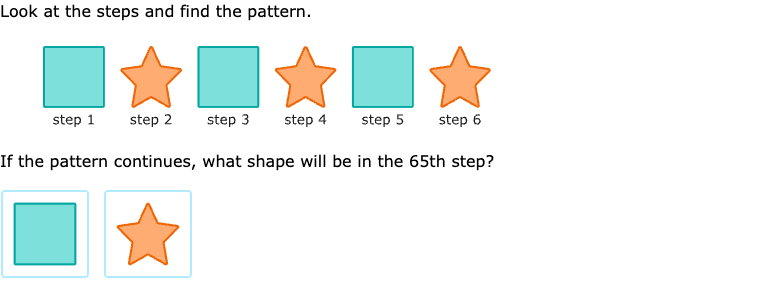 Look at the steps and find the pattern.
step 1 step 2 step 3 step 4 step 5 step 6
If the pattern continues, what shape will be in the 65th step?